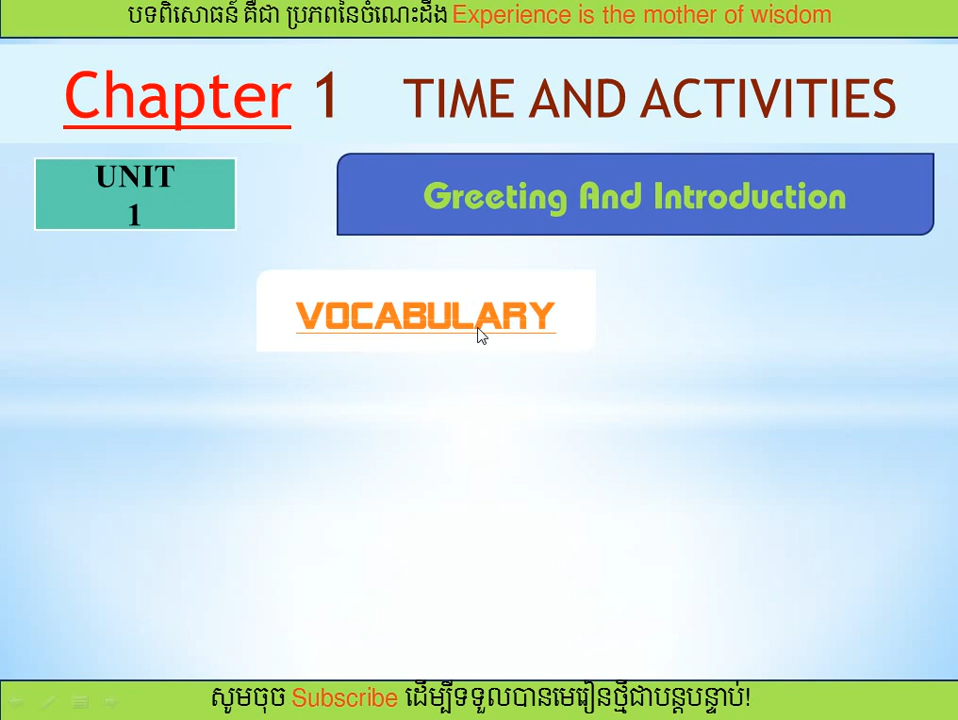 បទពិសោធន៍ គឺជា ប្រភពនៃចំណេះដឹង Experience is the mother of wisdom
Chapter 1 TIME AND ACTIVITIES
UNIT
1
Greeting And Introduction
VOCABULARY
សូមចុច Subscribe ដើម្បីទទួលបានមេរៀនថ្មីជាបន្តបន្ទាប់!